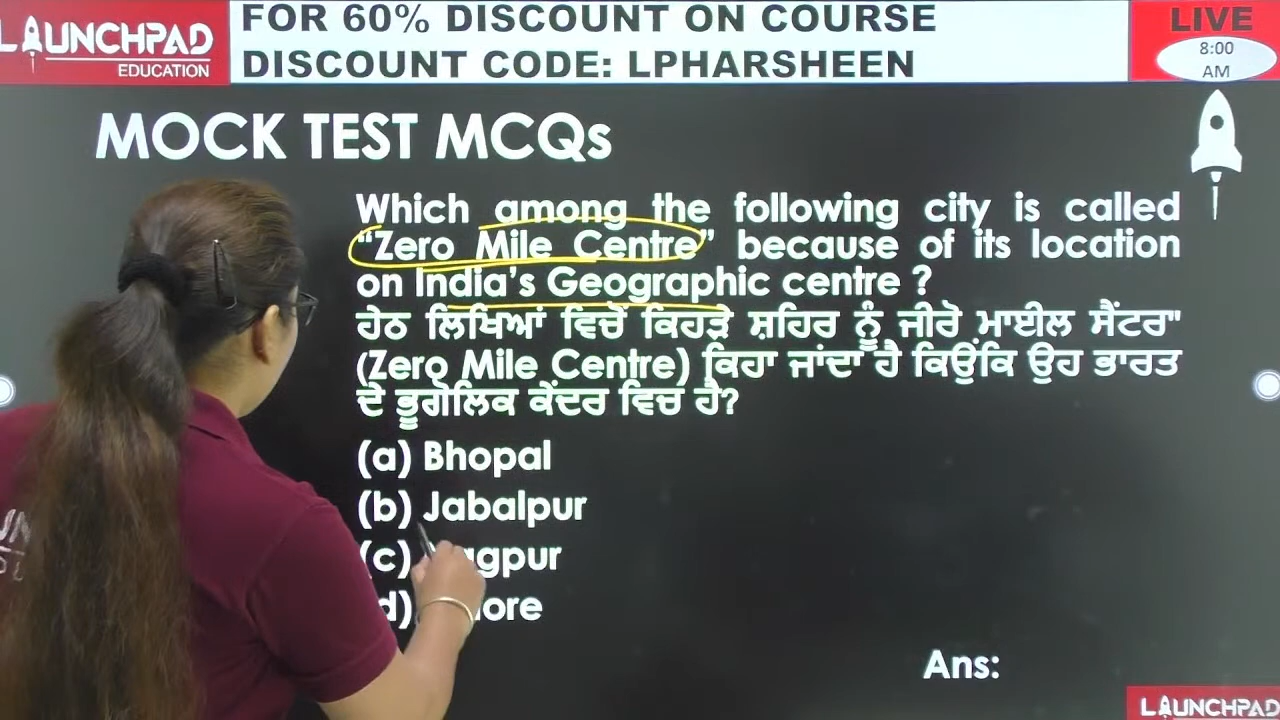 LAUNCHPAD
EDUCATION
FOR 60% DISCOUNT ON COURSE
DISCOUNT CODE: LPHARSHEEN
LIVE
8:00
AM
MOCK TEST MCQs
Which among the following city is called
“Zero Mile Centre” because of its location
on India’s Geographic centre ?
ਹੇਠ ਲਿਖਿਆਂ ਵਿਚੋਂ ਕਿਹੜੇ ਸ਼ਹਿਰ ਨੂੰ ਜੀਰੋ ਮਾਈਲ ਸੈਂਟਰ"
(Zero Mile Centre) ਕਿਹਾ ਜਾਂਦਾ ਹੈ ਕਿਉਂਕਿ ਉਹ ਭਾਰਤ
ਦੇ ਭੂਗੋਲਿਕ ਕੇਂਦਰ ਵਿਚ ਹੈ?
(a) Bhopal
(b) Jabalpur
(c)
Ans:
LAUNCHPAD